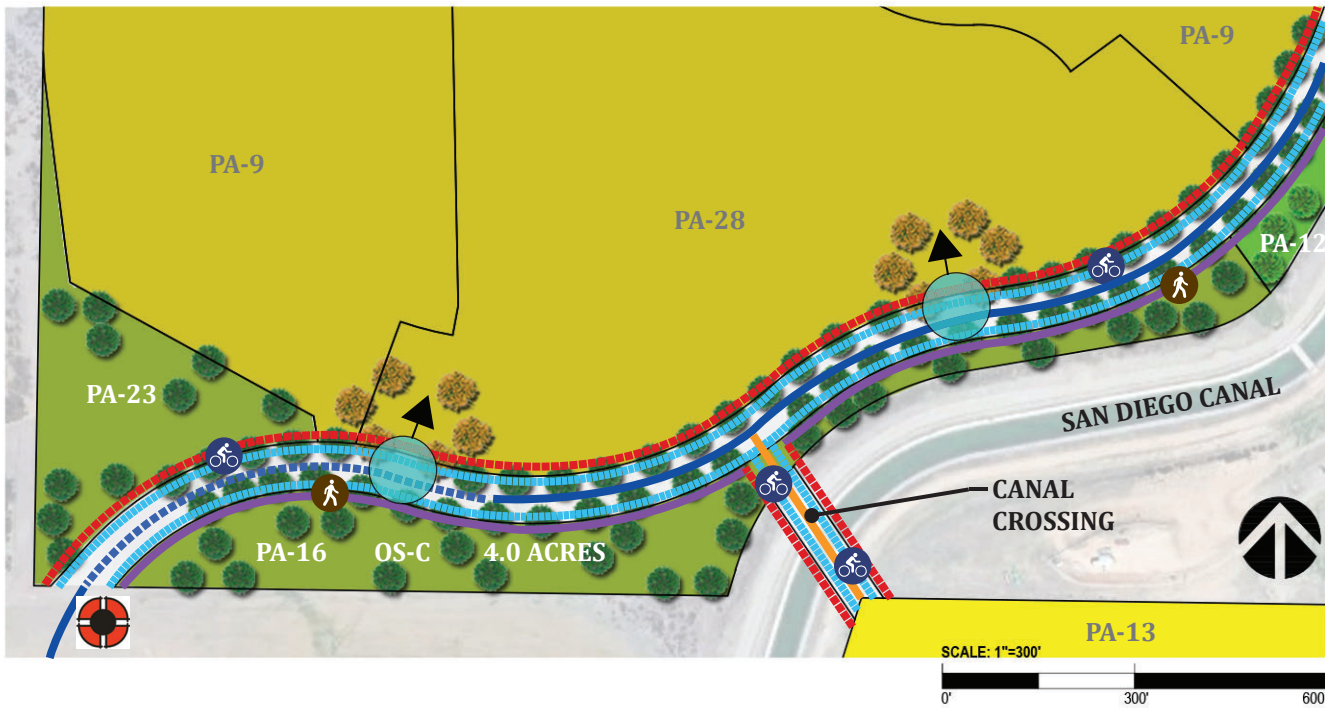 PA-9
PA-9
PA-28
PA-12
PA-23
SAN DIEGO CANAL
CANAL
CROSSING
PA-16 OS-C 4.0 ACRES
PA-13
SCALE: 1"=300'
0' 300' 600